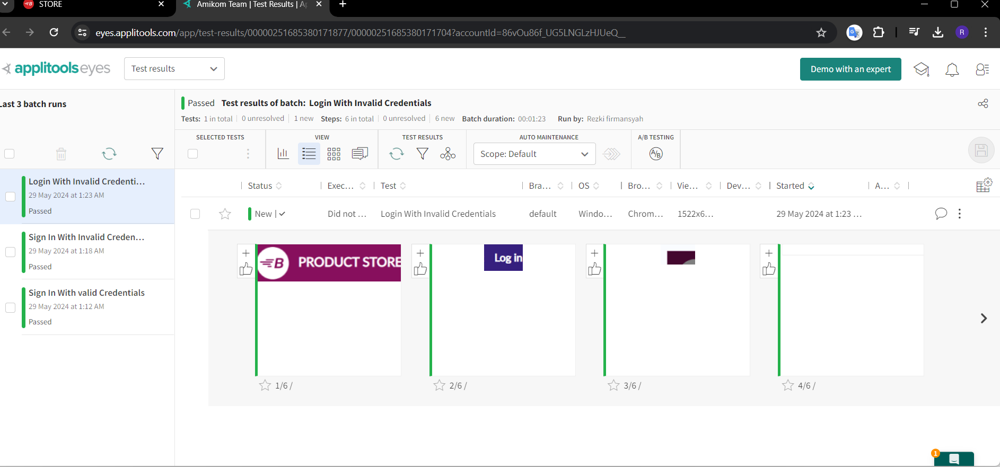 STORE
Amikom Team | Test Results | Ap
eyes.applitools.com/app/test-results/00000251685380171877/00000251685380171704?accountId=86vOu86f_UG5LNGLzHJUeQ__
R
applitools eyes
Test results
Demo with an expert
Last 3 batch runs
Passed Test results of batch: Login With Invalid Credentials
Tests: 1 in total 0 unresolved 1 new Steps: 6 in total 0 unresolved 6 new Batch duration: 00:01:23 Run by: Rezki firmansyah
SELECTED TESTS VIEW TEST RESULTS AUTO MAINTENANCE A/B TESTING
Scope: Default
A/B
Login With Invalid Credenti...
29 May 2024 at 1:23 AM
Passed
Sign In With Invalid Creden...
29 May 2024 at 1:18 AM
Passed
Sign In With valid Credentials
29 May 2024 at 1:12 AM
Passed
Status Exec... Test Bra... OS Bro... Vie... Dev... Started A...
New | Did not ... Login With Invalid Credentials default Windo... Chrom... 1522x6... 29 May 2024 at 1:23 ...
B PRODUCT STORE
Log in
1/6 / 2/6 / 3/6 / 4/6 /
1